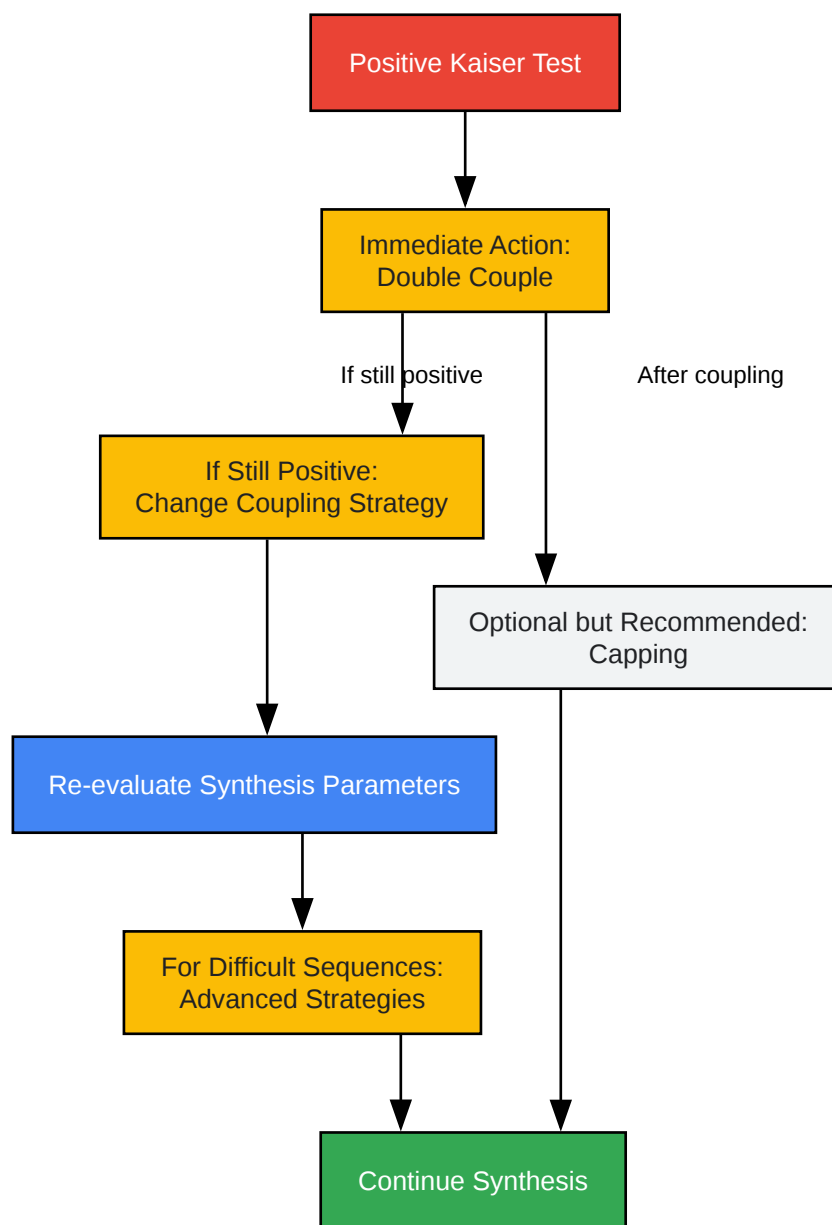 Positive Kaiser Test
Immediate Action:
Double Couple
If still positive
After coupling
If Still Positive:
Change Coupling Strategy
Optional but Recommended:
Capping
Re-evaluate Synthesis Parameters
For Difficult Sequences:
Advanced Strategies
Continue Synthesis